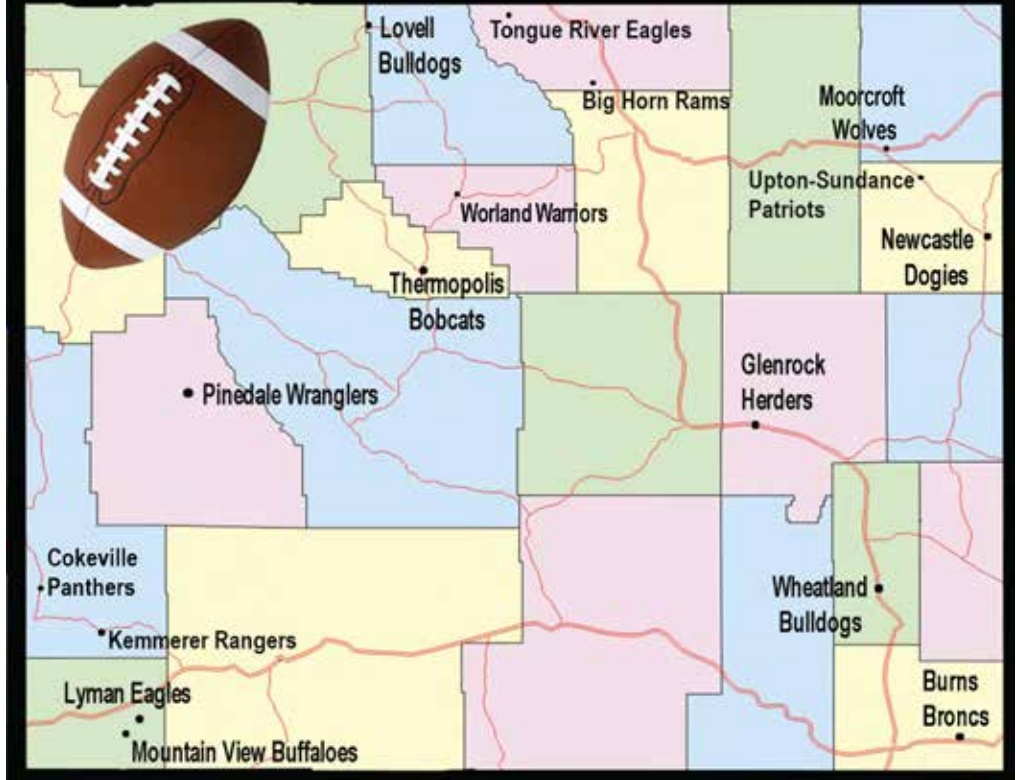 Lovell
Bulldogs
Tongue River Eagles
Big Horn Rams
Moorcroft
Wolves
Upton-Sundance
Patriots
Worland Warriors
Newcastle
Dogies
Thermopolis
Bobcats
Pinedale Wranglers
Glenrock
Herders
Cokeville
Panthers
Wheatland
Bulldogs
Kemmerer Rangers
Lyman Eagles
Burns
Broncs
Mountain View Buffaloes